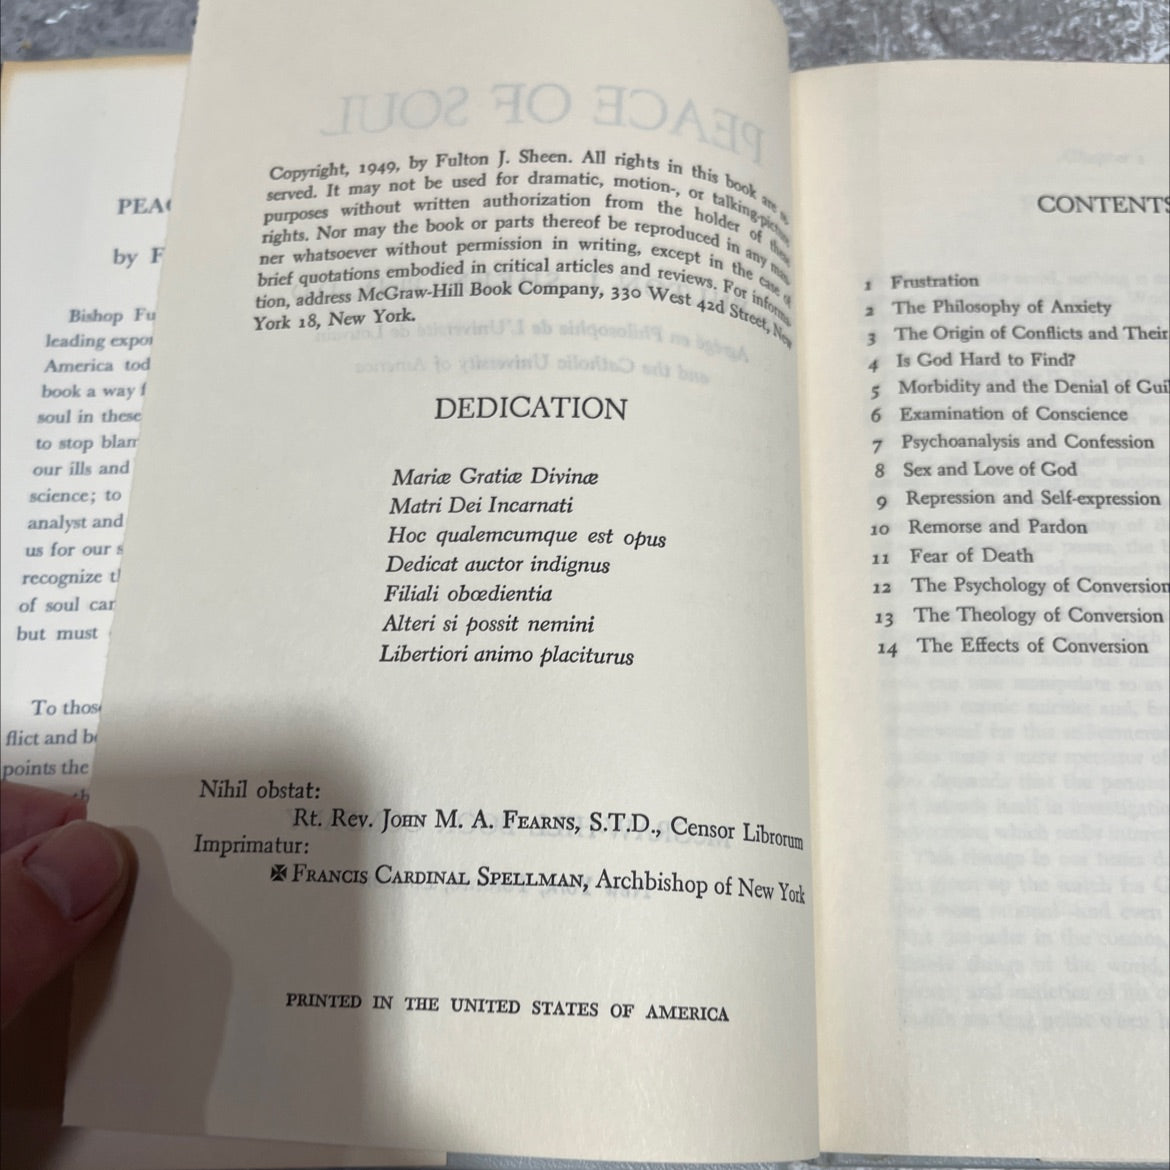 PEA
by F
Bishop Fu
leading expo
America tod
book a way f
soul in these
to stop blam
our ills and
science; to
analyst and
us for our s
recognize t
of soul can
but must
To those
flict and b
points the
PEACE OF SOUL
Copyright, 1949, by Fulton J. Sheen. All rights in this book are re-
served. It may not be used for dramatic, motion-, or talking-picture
purposes without written authorization from the holder of these
rights. Nor may the book or parts thereof be reproduced in any man-
ner whatsoever without permission in writing, except in the case of
brief quotations embodied in critical articles and reviews. For informa-
tion, address McGraw-Hill Book Company, 330 West 42d Street, New
York 18, New York.
DEDICATION
Mariæ Gratiæ Divinæ
Matri Dei Incarnati
Hoc qualemcumque est opus
Dedicat auctor indignus
Filiali obœdientia
Alteri si possit nemini
Libertiori animo placiturus
Nihil obstat:
Rt. Rev. JOHN M. A. FEARNS, S.T.D., Censor Librorum
Imprimatur:
✠ FRANCIS CARDINAL SPELLMAN, Archbishop of New York
PRINTED IN THE UNITED STATES OF AMERICA
CONTENTS
1 Frustration
2 The Philosophy of Anxiety
3 The Origin of Conflicts and Their
4 Is God Hard to Find?
5 Morbidity and the Denial of Gui
6 Examination of Conscience
7 Psychoanalysis and Confession
8 Sex and Love of God
9 Repression and Self-expression
10 Remorse and Pardon
11 Fear of Death
12 The Psychology of Conversion
13 The Theology of Conversion
14 The Effects of Conversion